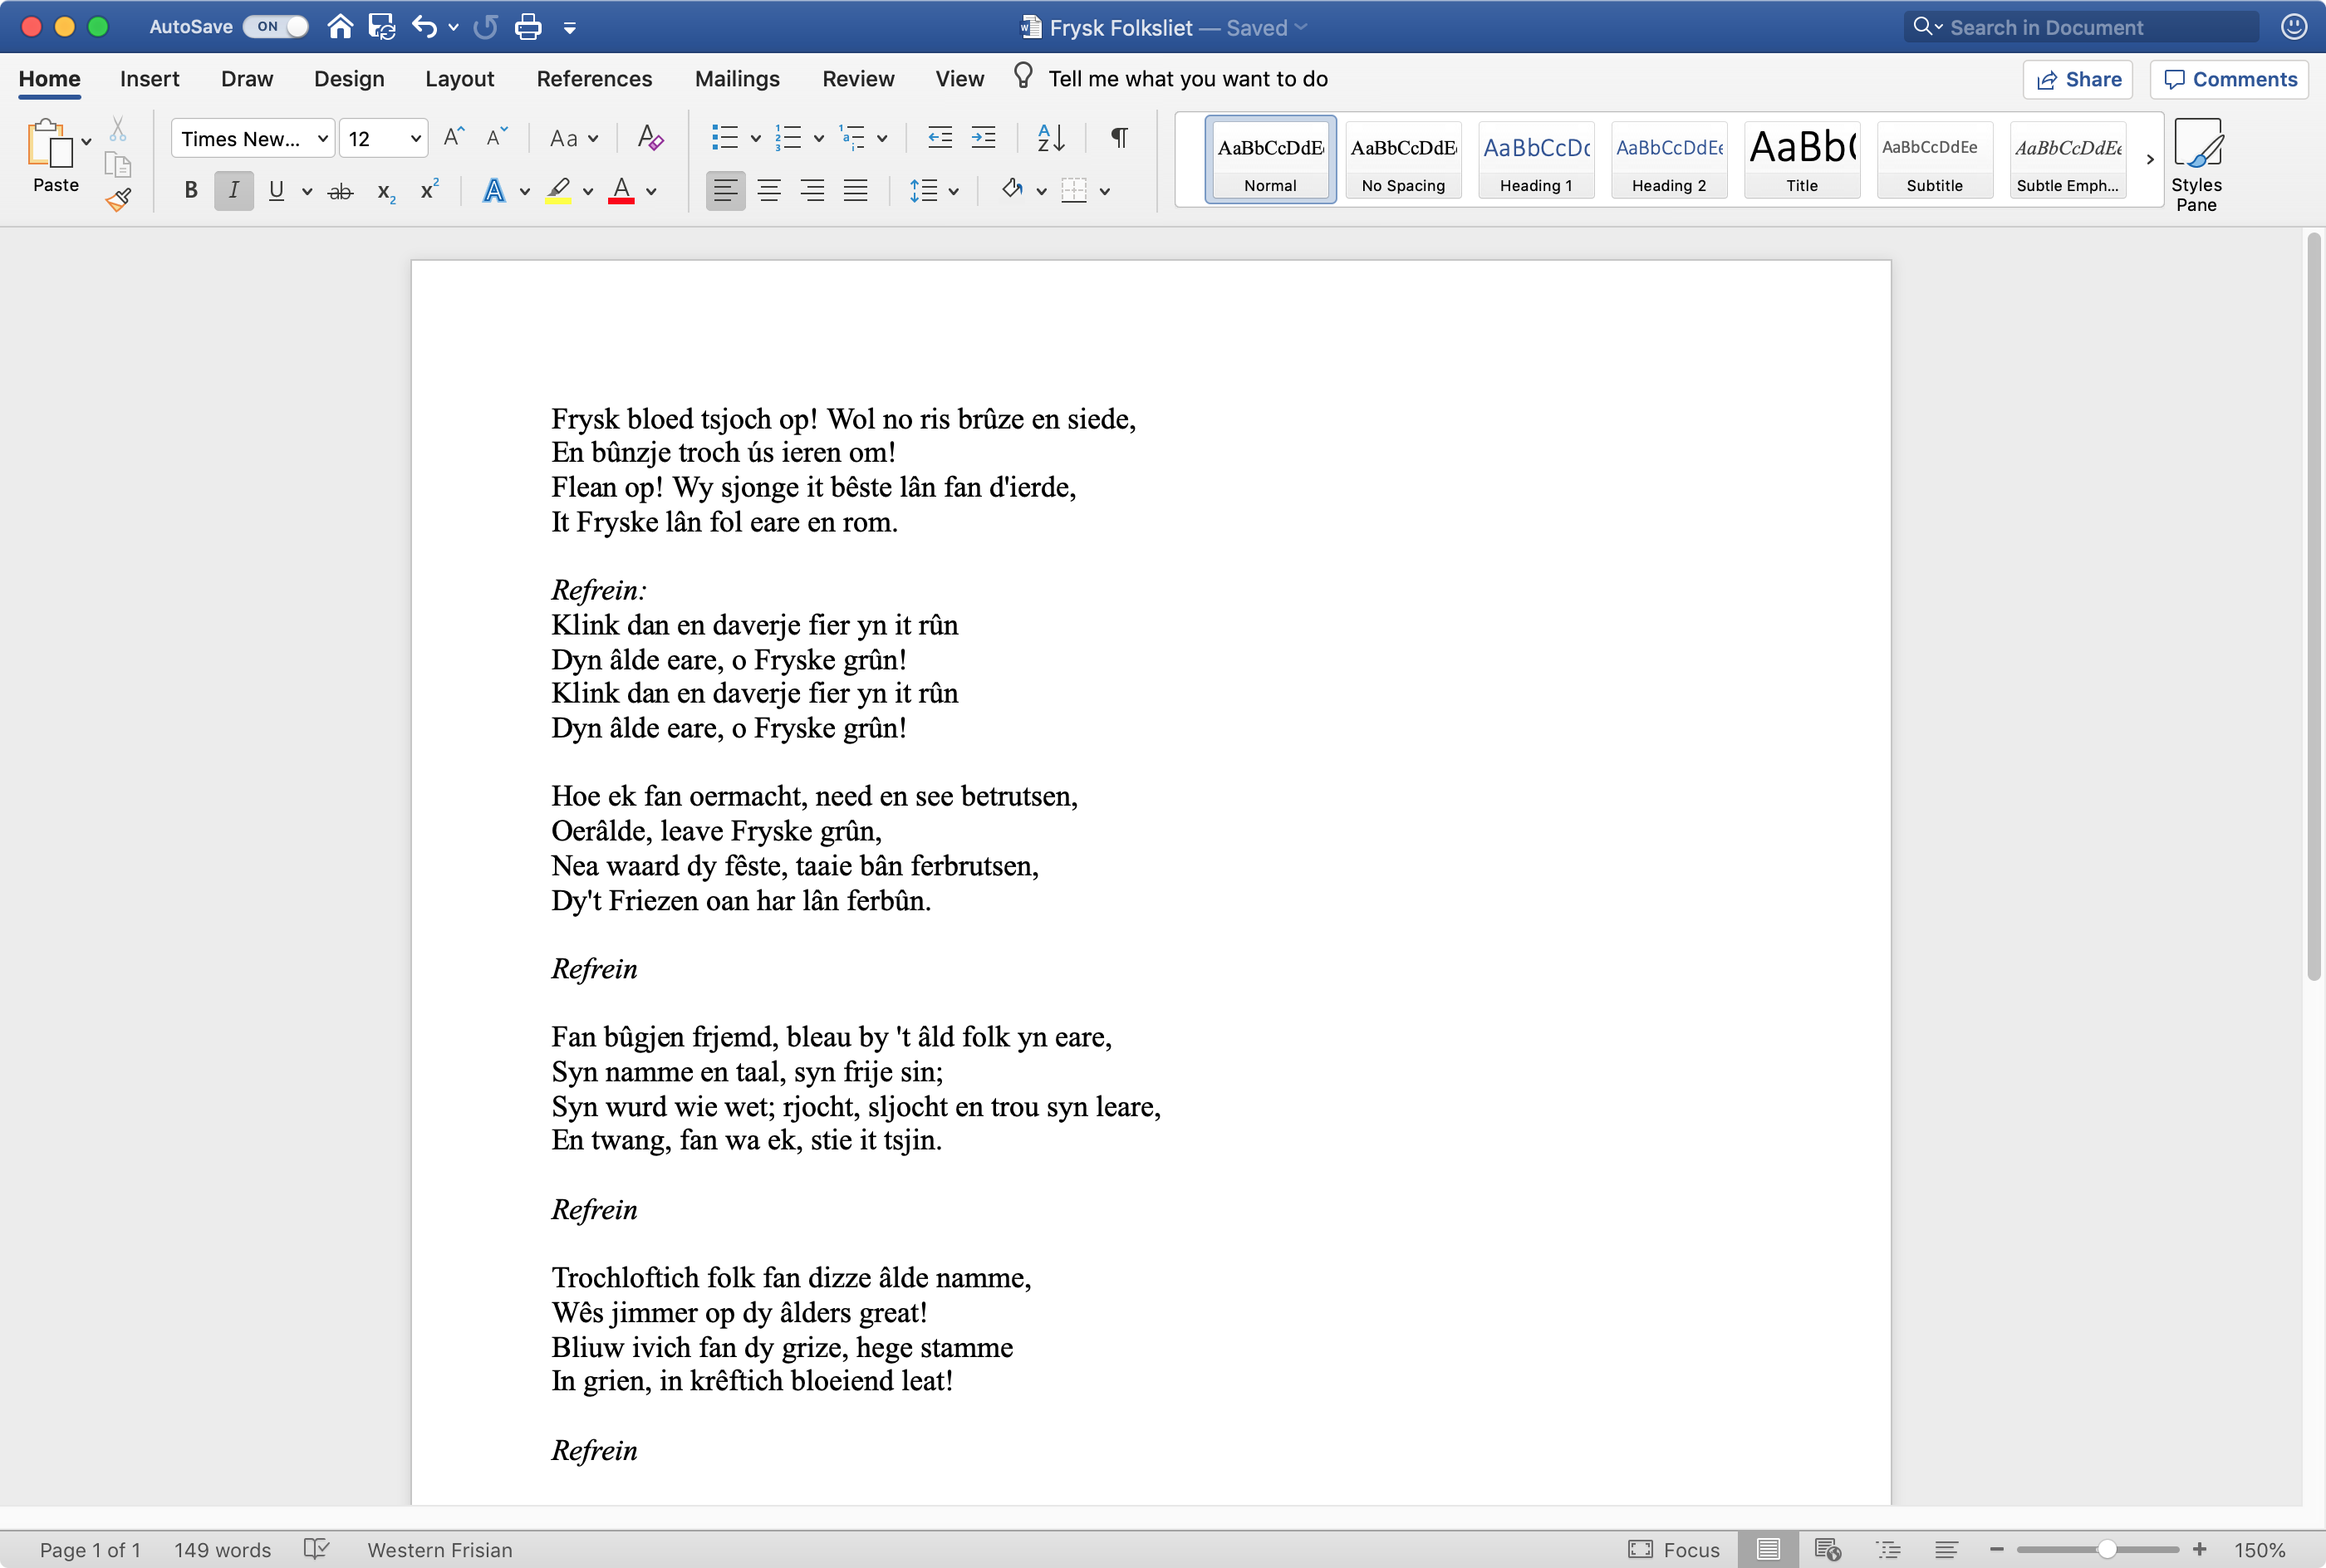 AutoSave ON Frysk Folksliet — Saved Search in Document
Home Insert Draw Design Layout References Mailings Review View Tell me what you want to do Share Comments
Paste Times New... 12 Aa AaBbCcDdEe Normal AaBbCcDdEe No Spacing AaBbCcDc Heading 1 AaBbCcDdEe Heading 2 AaBb( Title AaBbCcDdEe Subtitle AaBbCcDdEe Subtle Emph... Styles Pane
Frysk bloed tsjoch op! Wol no ris brûze en siede,
En bûnzje troch ús ieren om!
Flean op! Wy sjonge it bêste lân fan d'ierde,
It Fryske lân fol eare en rom.
Refrein:
Klink dan en daverje fier yn it rûn
Dyn âlde eare, o Fryske grûn!
Klink dan en daverje fier yn it rûn
Dyn âlde eare, o Fryske grûn!
Hoe ek fan oermacht, need en see betrutsen,
Oerâlde, leave Fryske grûn,
Nea waard dy fêste, taaie bân ferbrutsen,
Dy't Friezen oan har lân ferbûn.
Refrein
Fan bûgjen frjemd, bleau by 't âld folk yn eare,
Syn namme en taal, syn frije sin;
Syn wurd wie wet; rjocht, sljocht en trou syn leare,
En twang, fan wa ek, stie it tsjin.
Refrein
Trochloftich folk fan dizze âlde namme,
Wês jimmer op dy âlders great!
Bliuw ivich fan dy grize, hege stamme
In grien, in krêftich bloeiend leat!
Refrein
Page 1 of 1 149 words Western Frisian Focus 150%